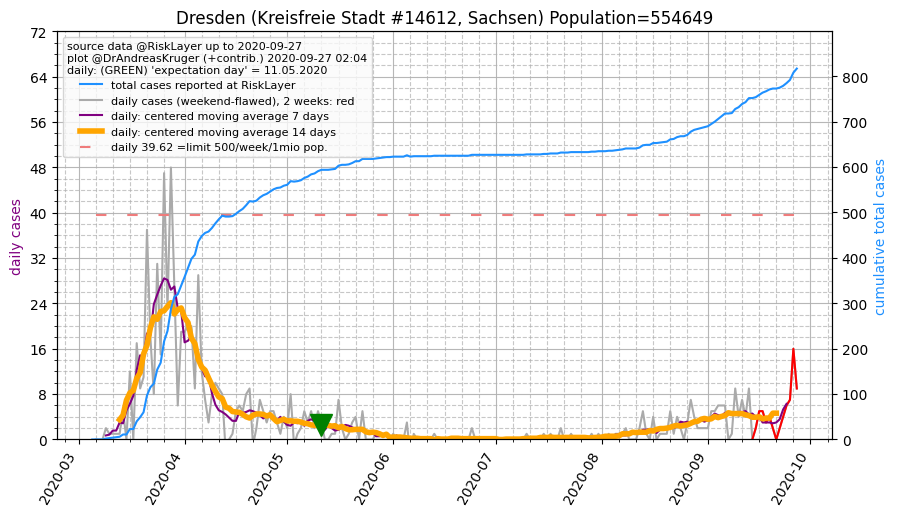 Dresden (Kreisfreie Stadt #14612, Sachsen) Population=554649
source data @RiskLayer up to 2020-09-27
plot @DrAndreasKruger (+contrib.) 2020-09-27 02:04
daily: (GREEN) 'expectation day' = 11.05.2020
total cases reported at RiskLayer
daily cases (weekend-flawed), 2 weeks: red
daily: centered moving average 7 days
daily: centered moving average 14 days
daily 39.62 =limit 500/week/1mio pop.
daily cases
72
64
56
48
40
32
24
16
8
0
cumulative total cases
800
700
600
500
400
300
200
100
0
2020-03
2020-04
2020-05
2020-06
2020-07
2020-08
2020-09
2020-10